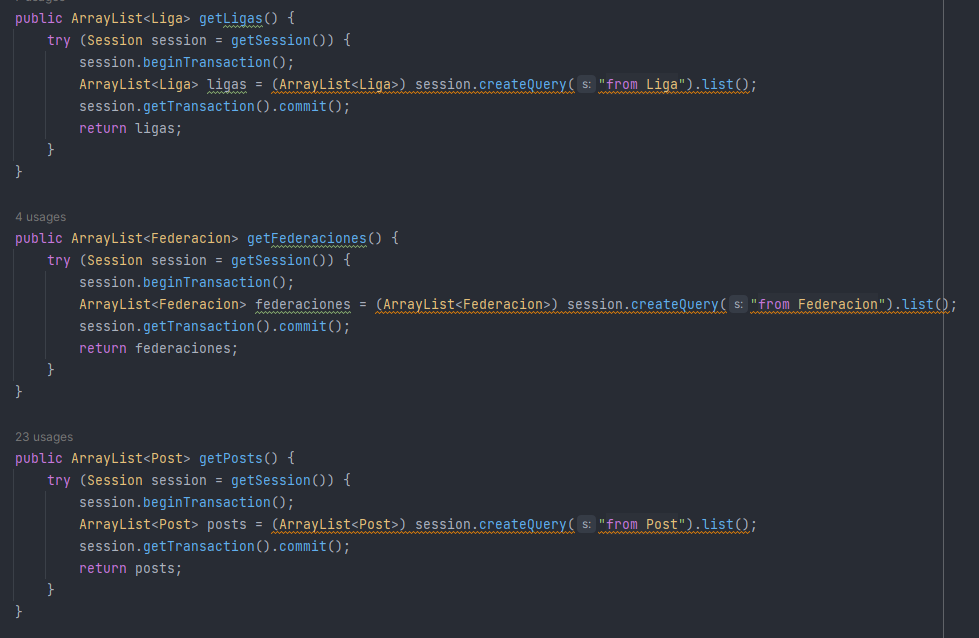 public ArrayList<Liga> getLigas() {
try (Session session = getSession()) {
session.beginTransaction();
ArrayList<Liga> ligas = (ArrayList<Liga>) session.createQuery( s: "from Liga").list();
session.getTransaction().commit();
return ligas;
}
}
4 usages
public ArrayList<Federacion> getFederaciones() {
try (Session session = getSession()) {
session.beginTransaction();
ArrayList<Federacion> federaciones = (ArrayList<Federacion>) session.createQuery( s: "from Federacion").list();
session.getTransaction().commit();
return federaciones;
}
}
23 usages
public ArrayList<Post> getPosts() {
try (Session session = getSession()) {
session.beginTransaction();
ArrayList<Post> posts = (ArrayList<Post>) session.createQuery( s: "from Post").list();
session.getTransaction().commit();
return posts;
}
}